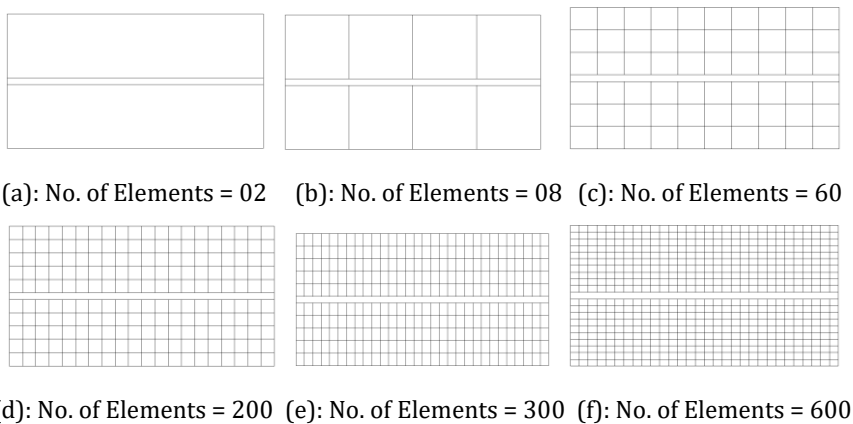 (a): No. of Elements = 02 (b): No. of Elements = 08 (c): No. of Elements = 60
(d): No. of Elements = 200 (e): No. of Elements = 300 (f): No. of Elements = 600